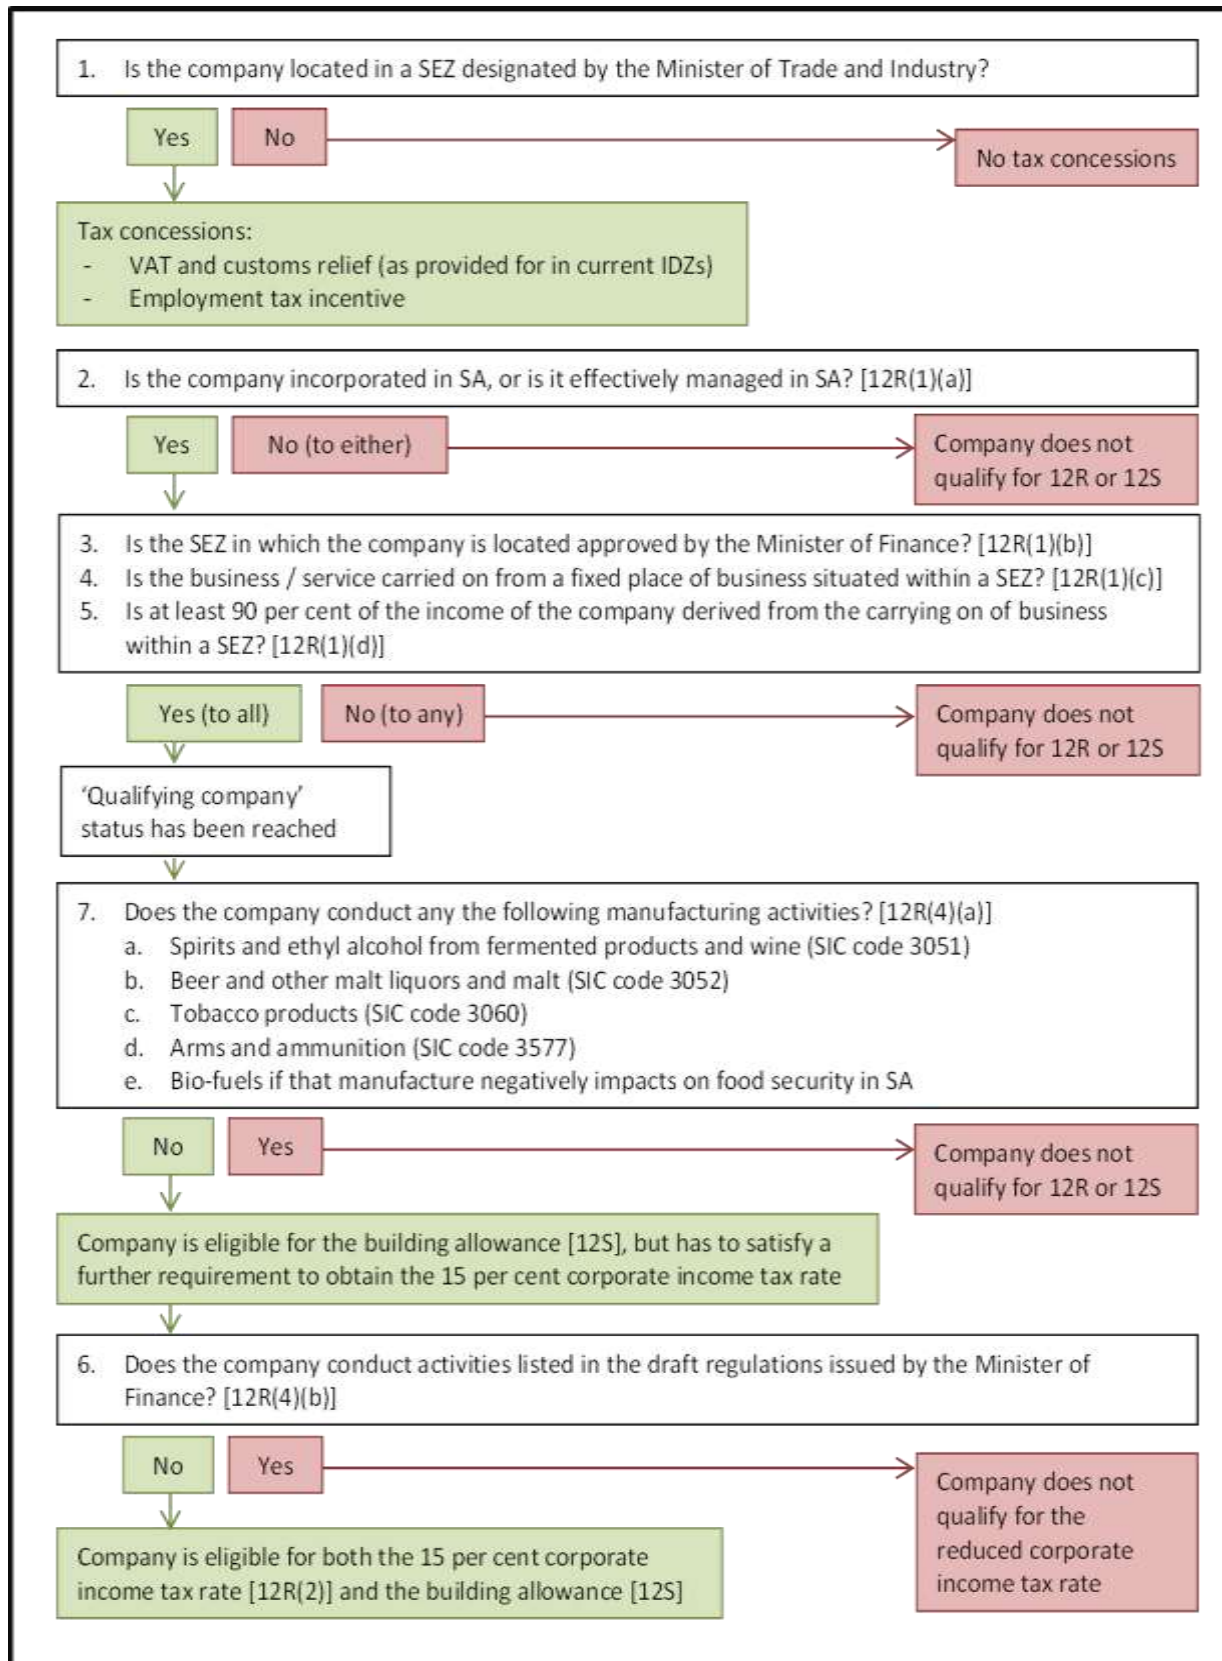 1. Is the company located in a SEZ designated by the Minister of Trade and Industry?
Yes
No
No tax concessions
Tax concessions:
- VAT and customs relief (as provided for in current IDZs)
- Employment tax incentive
2. Is the company incorporated in SA, or is it effectively managed in SA? [12R(1)(a)]
Yes
No (to either)
Company does not
qualify for 12R or 12S
3. Is the SEZ in which the company is located approved by the Minister of Finance? [12R(1)(b)]
4. Is the business / service carried on from a fixed place of business situated within a SEZ? [12R(1)(c)]
5. Is at least 90 per cent of the income of the company derived from the carrying on of business
within a SEZ? [12R(1)(d)]
Yes (to all)
No (to any)
Company does not
qualify for 12R or 12S
‘Qualifying company’
status has been reached
7. Does the company conduct any the following manufacturing activities? [12R(4)(a)]
a. Spirits and ethyl alcohol from fermented products and wine (SIC code 3051)
b. Beer and other malt liquors and malt (SIC code 3052)
c. Tobacco products (SIC code 3060)
d. Arms and ammunition (SIC code 3577)
e. Bio-fuels if that manufacture negatively impacts on food security in SA
No
Yes
Company does not
qualify for 12R or 12S
Company is eligible for the building allowance [12S], but has to satisfy a
further requirement to obtain the 15 per cent corporate income tax rate
6. Does the company conduct activities listed in the draft regulations issued by the Minister of
Finance? [12R(4)(b)]
No
Yes
Company does not
qualify for the
reduced corporate
income tax rate
Company is eligible for both the 15 per cent corporate
income tax rate [12R(2)] and the building allowance [12S]